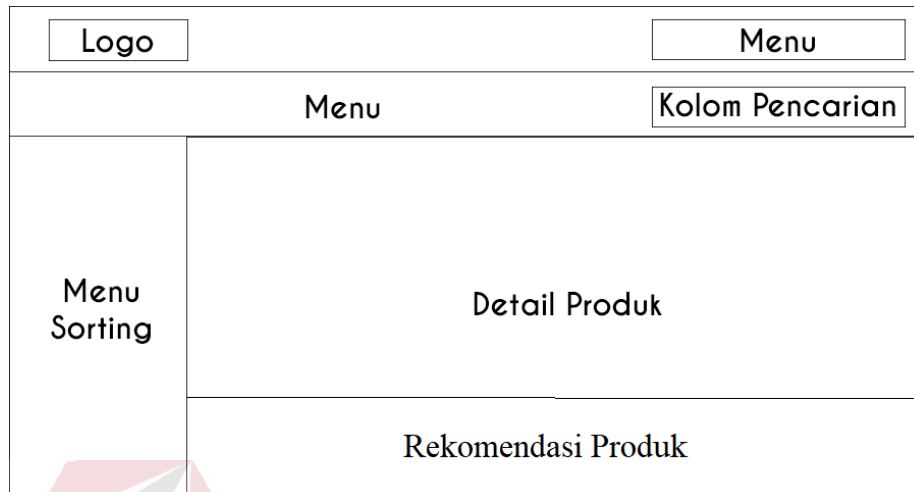 Logo
Menu
Menu
Kolom Pencarian
Menu
Sorting
Detail Produk
Rekomendasi Produk